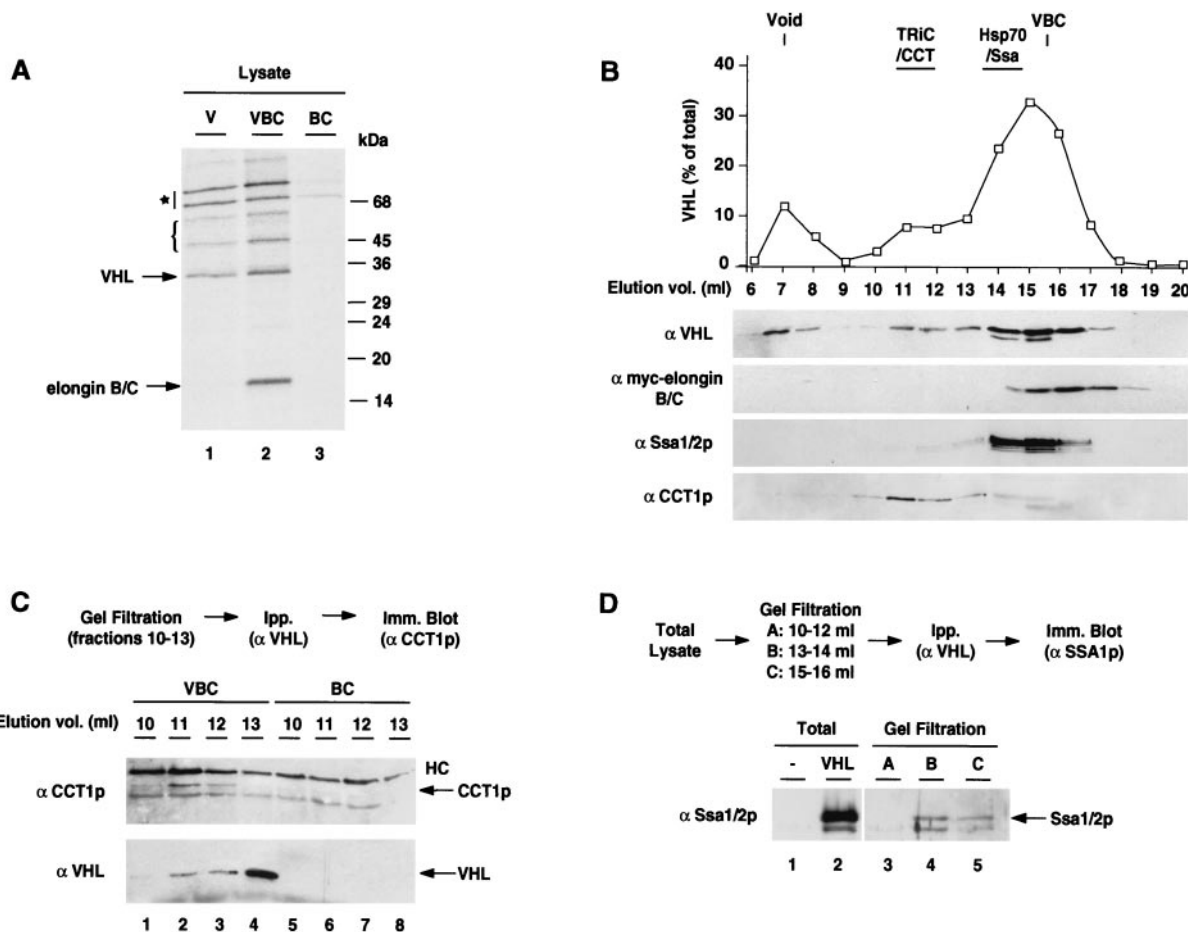 A
Lysate
V VBC BC
kDa
★
68
{
45
VHL
36
29
24
20
elongin B/C
14
1 2 3
B
Void
TRiC /CCT
Hsp70 /Ssa
VBC
VHL (% of total)
40
30
20
10
0
Elution vol. (ml) 6 7 8 9 10 11 12 13 14 15 16 17 18 19 20
α VHL
α myc-elongin
B/C
α Ssa1/2p
α CCT1p
C
Gel Filtration
(fractions 10-13)
Ipp.
(α VHL)
Imm. Blot
(α CCT1p)
VBC BC
Elution vol. (ml) 10 11 12 13 10 11 12 13
HC
α CCT1p
CCT1p
α VHL
VHL
1 2 3 4 5 6 7 8
D
Total
Lysate
Gel Filtration
A: 10-12 ml
B: 13-14 ml
C: 15-16 ml
Ipp.
(α VHL)
Imm. Blot
(α SSA1p)
Total Gel Filtration
- VHL A B C
α Ssa1/2p
Ssa1/2p
1 2 3 4 5